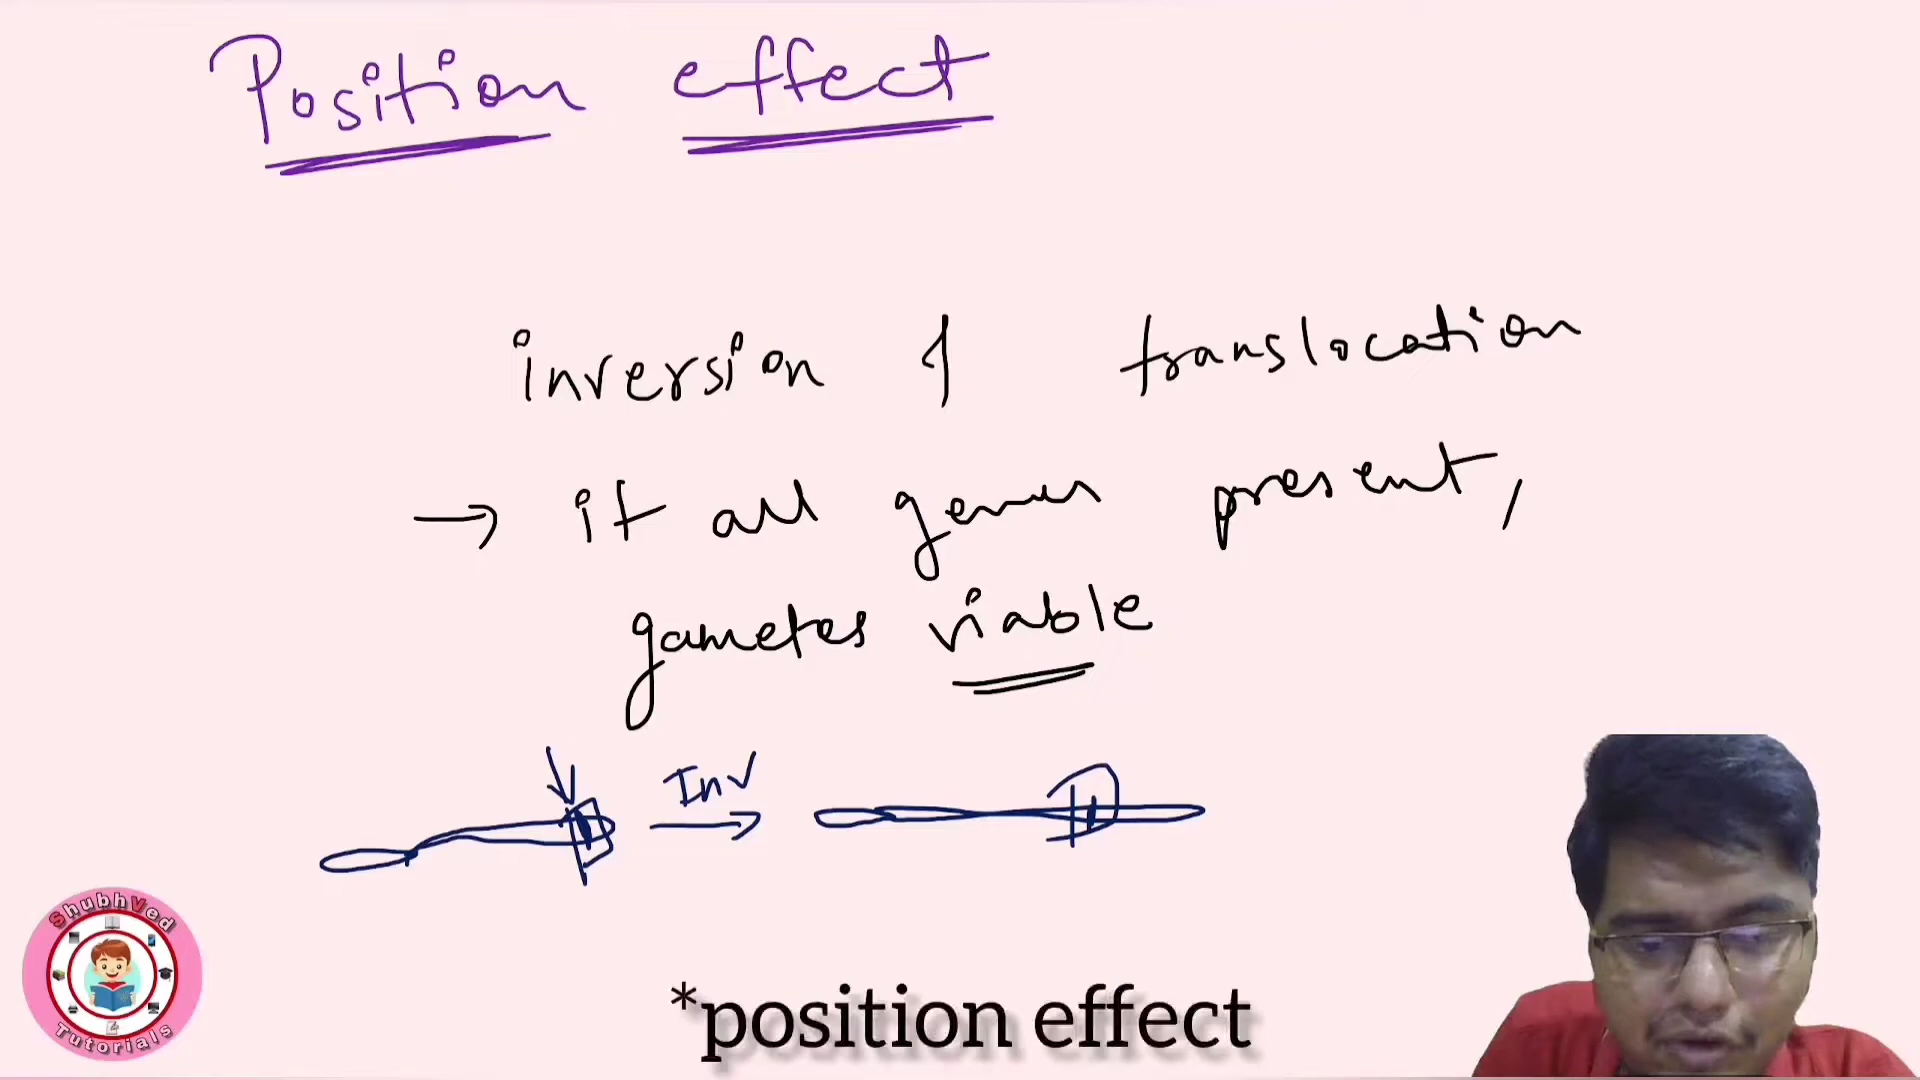 Position effect
inversion & translocation
→ if all genes present,
gametes viable
Inv
ShubhVed
Tutorials
*position effect